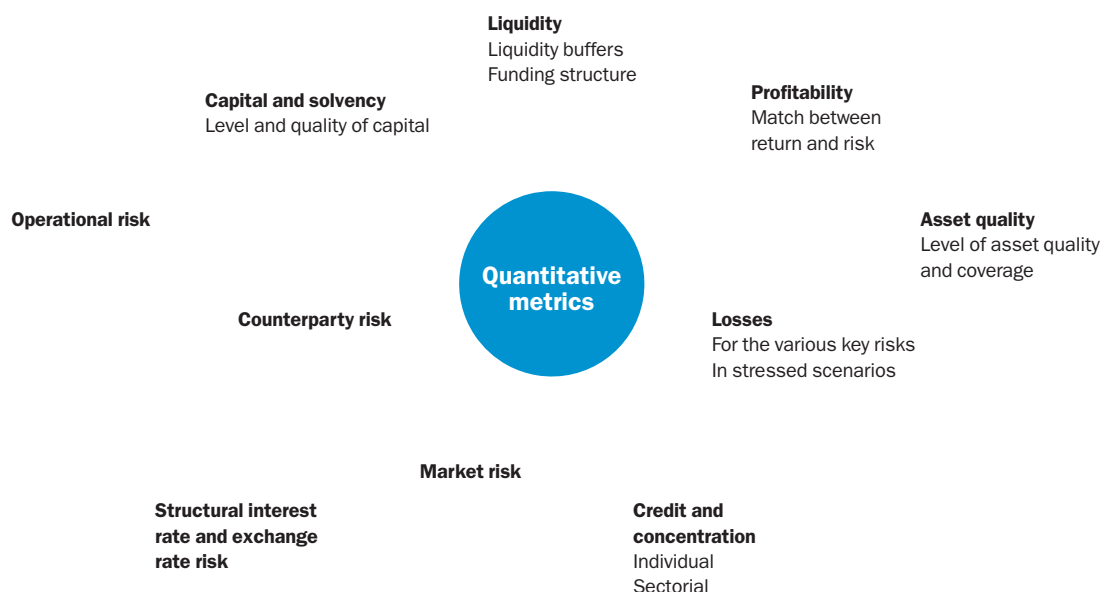 Liquidity
Liquidity buffers
Funding structure
Capital and solvency
Level and quality of capital
Profitability
Match between
return and risk
Operational risk
Asset quality
Level of asset quality
and coverage
Quantitative
metrics
Counterparty risk
Losses
For the various key risks
In stressed scenarios
Market risk
Structural interest
rate and exchange
rate risk
Credit and
concentration
Individual
Sectorial